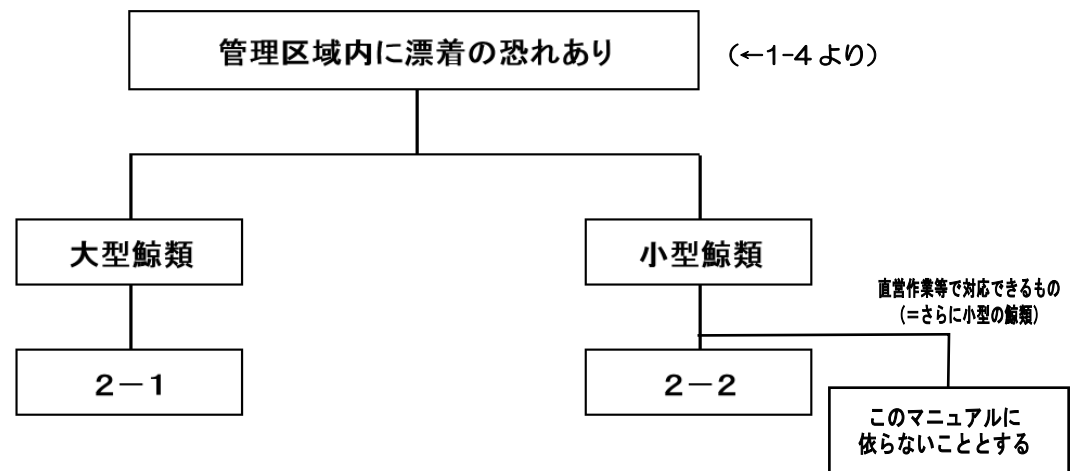 管理区域内に漂着の恐れあり
（←1-4より）
大型鯨類
小型鯨類
直営作業等で対応できるもの
（＝さらに小型の鯨類）
2－1
2－2
このマニュアルに
依らないこととする